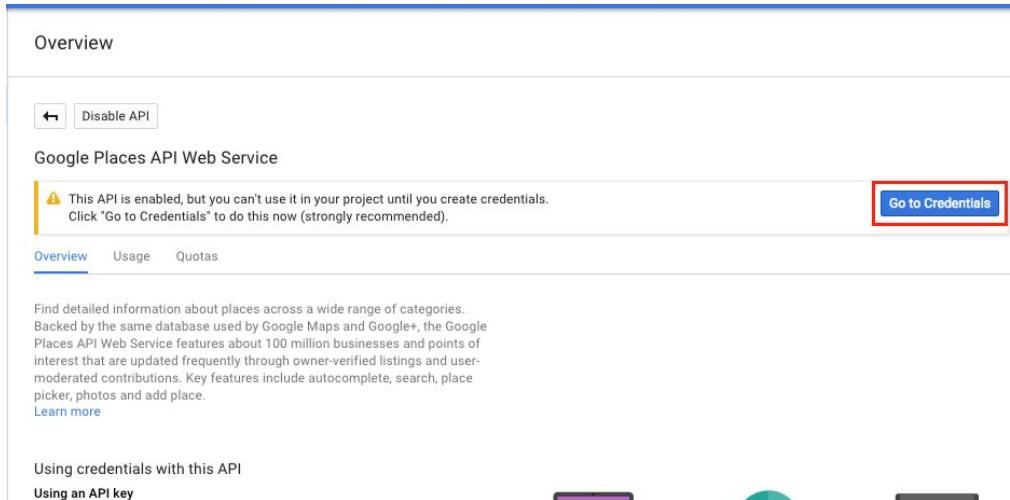 Overview
Disable API
Google Places API Web Service
This API is enabled, but you can't use it in your project until you create credentials.
Click "Go to Credentials" to do this now (strongly recommended).
Go to Credentials
Overview Usage Quotas
Find detailed information about places across a wide range of categories.
Backed by the same database used by Google Maps and Google+, the Google
Places API Web Service features about 100 million businesses and points of
interest that are updated frequently through owner-verified listings and user-
moderated contributions. Key features include autocomplete, search, place
picker, photos and add place.
Learn more
Using credentials with this API
Using an API key